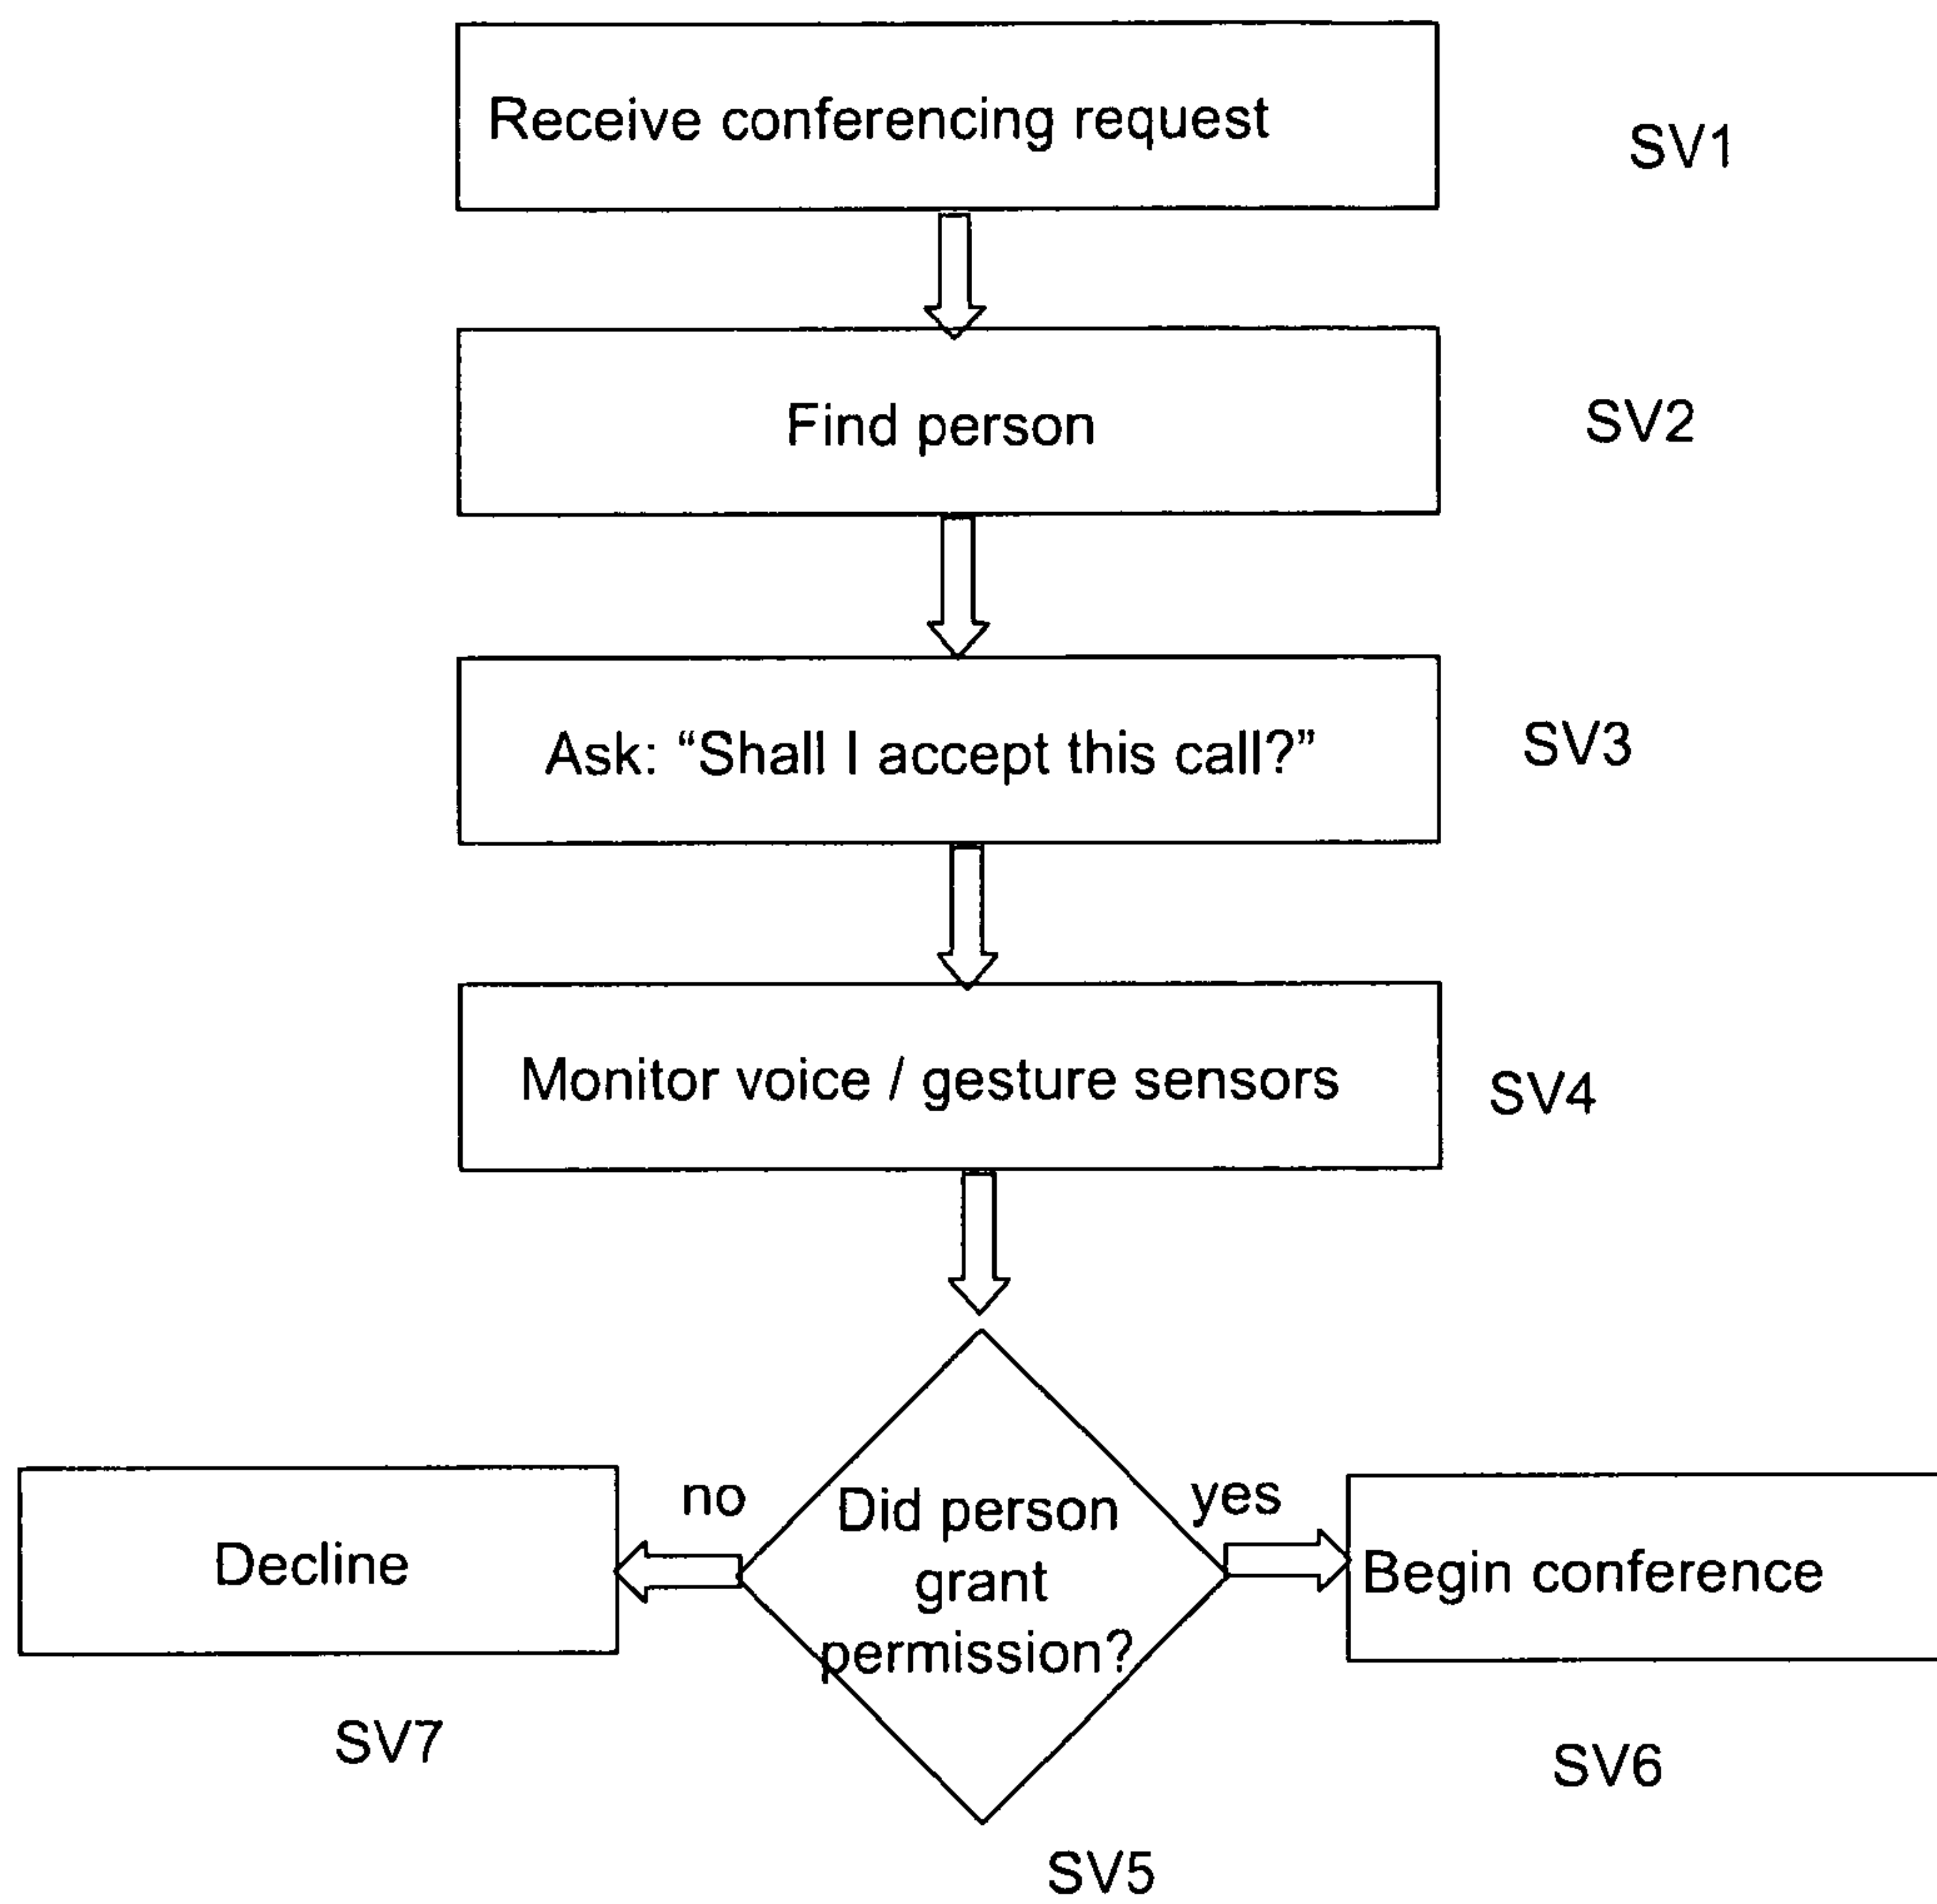 Receive conferencing request
SV1
Find person
SV2
Ask: “Shall I accept this call?”
SV3
Monitor voice / gesture sensors
SV4
no
yes
Did person
grant
permission?
Decline
Begin conference
SV7
SV6
SV5